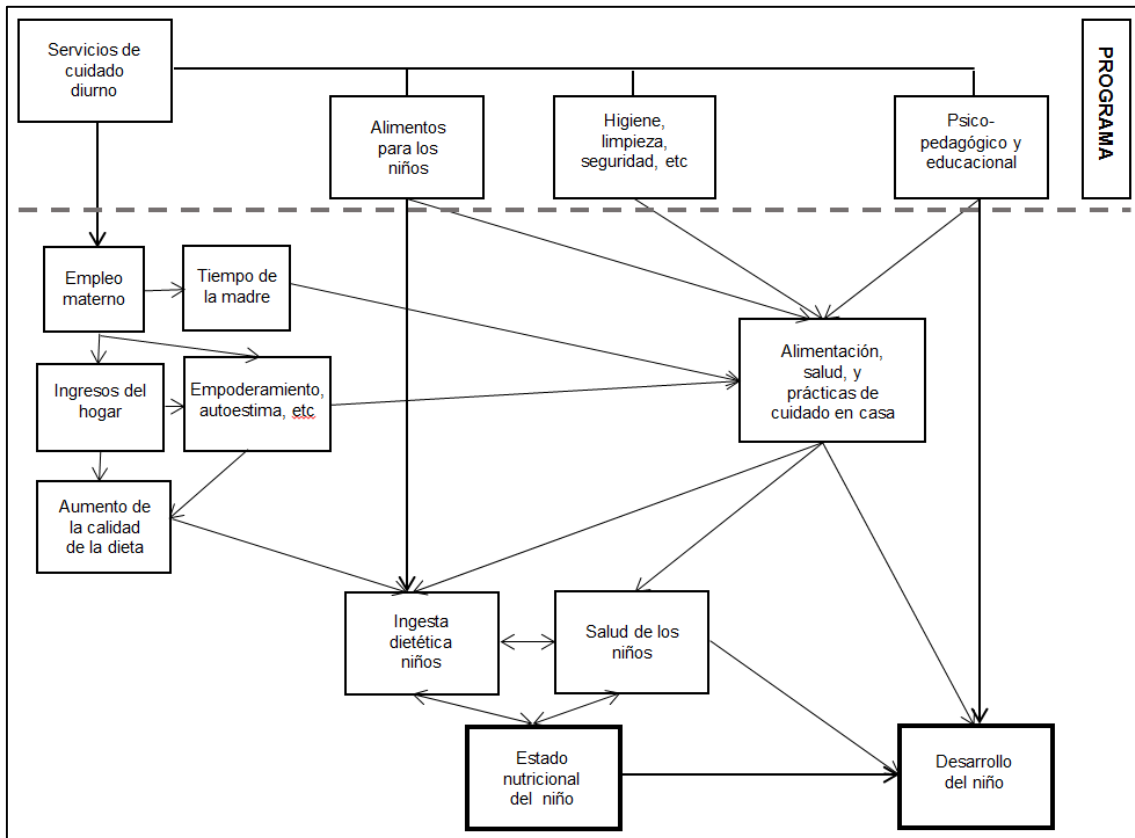 Servicios de
cuidado
diurno
PROGRAMA
Alimentos
para los
niños
Higiene,
limpieza,
seguridad, etc
Psico-
pedagógico y
educacional
Empleo
materno
Tiempo de
la madre
Alimentación,
salud, y
prácticas de
cuidado en casa
Ingresos del
hogar
Empoderamiento,
autoestima, etc
Aumento de
la calidad
de la dieta
Ingesta
dietética
niños
Salud de los
niños
Estado
nutricional
del niño
Desarrollo
del niño